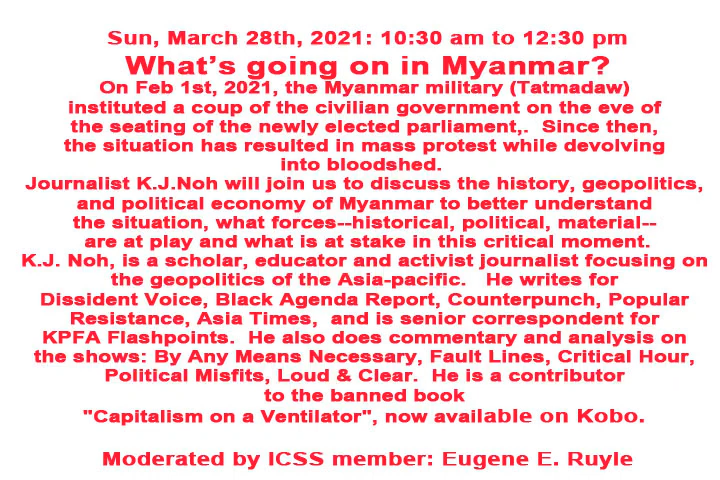 Sun, March 28th, 2021: 10:30 am to 12:30 pm
What's going on in Myanmar?
On Feb 1st, 2021, the Myanmar military (Tatmadaw)
instituted a coup of the civilian government on the eve of
the seating of the newly elected parliament,.  Since then,
the situation has resulted in mass protest while devolving
into bloodshed.
Journalist K.J.Noh will join us to discuss the history, geopolitics,
and political economy of Myanmar to better understand
the situation, what forces--historical, political, material--
are at play and what is at stake in this critical moment.
K.J. Noh, is a scholar, educator and activist journalist focusing on
the geopolitics of the Asia-pacific.   He writes for
Dissident Voice, Black Agenda Report, Counterpunch, Popular
Resistance, Asia Times,  and is senior correspondent for
KPFA Flashpoints.  He also does commentary and analysis on
the shows: By Any Means Necessary, Fault Lines, Critical Hour,
Political Misfits, Loud & Clear.  He is a contributor
to the banned book
"Capitalism on a Ventilator", now available on Kobo.
Moderated by ICSS member: Eugene E. Ruyle